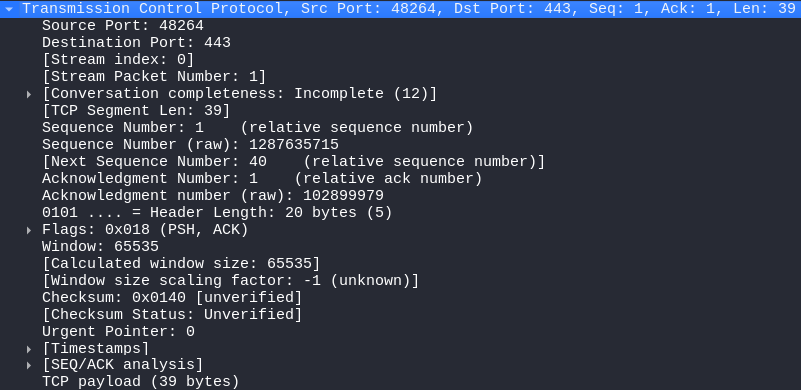 Transmission Control Protocol, Src Port: 48264, Dst Port: 443, Seq: 1, Ack: 1, Len: 39
Source Port: 48264
Destination Port: 443
[Stream index: 0]
[Stream Packet Number: 1]
[Conversation completeness: Incomplete (12)]
[TCP Segment Len: 39]
Sequence Number: 1    (relative sequence number)
Sequence Number (raw): 1287635715
[Next Sequence Number: 40    (relative sequence number)]
Acknowledgment Number: 1    (relative ack number)
Acknowledgment number (raw): 102899979
0101 .... = Header Length: 20 bytes (5)
Flags: 0x018 (PSH, ACK)
Window: 65535
[Calculated window size: 65535]
[Window size scaling factor: -1 (unknown)]
Checksum: 0x0140 [unverified]
[Checksum Status: Unverified]
Urgent Pointer: 0
[Timestamps]
[SEQ/ACK analysis]
TCP payload (39 bytes)